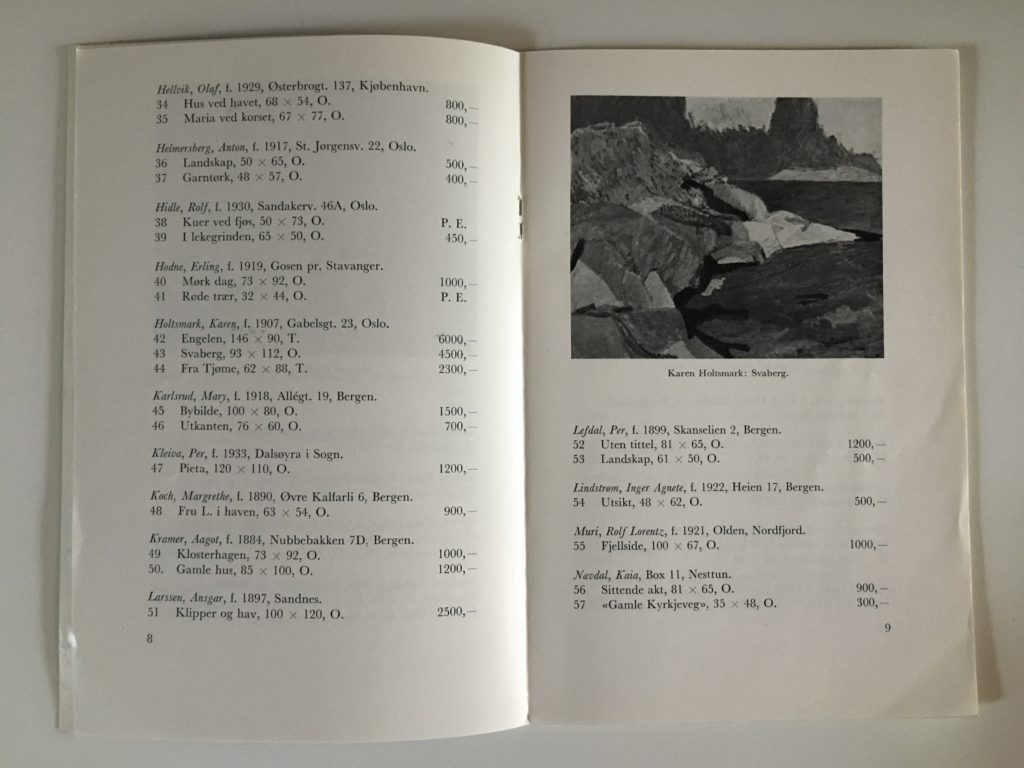 Hellvik, Olaf, f. 1929, Østerbrogt. 137, Kjøbenhavn.
34 Hus ved havet, 68 × 54, O. 800,—
35 Maria ved korset, 67 × 77, O. 800,—
Helmersberg, Anton, f. 1917, St. Jørgensv. 22, Oslo.
36 Landskap, 50 × 65, O. 500,—
37 Garntørk, 48 × 57, O. 400,—
Hidle, Rolf, f. 1930, Sandakerv. 46A, Oslo.
38 Kuer ved fjøs, 50 × 73, O. P. E.
39 I lekegrinden, 65 × 50, O. 450,—
Hodne, Erling, f. 1919, Gosen pr. Stavanger.
40 Mørk dag, 73 × 92, O. 1000,—
41 Røde trær, 32 × 44, O. P. E.
Holtsmark, Karen, f. 1907, Gabelsgt. 23, Oslo.
42 Engelen, 146 × 90, T. 6000,—
43 Svaberg, 93 × 112, O. 4500,—
44 Fra Tjøme, 62 × 88, T. 2300,—
Karlsrud, Mary, f. 1918, Allégt. 19, Bergen.
45 Bybilde, 100 × 80, O. 1500,—
46 Utkanten, 76 × 60, O. 700,—
Kleiva, Per, f. 1933, Dalsøyra i Sogn.
47 Pieta, 120 × 110, O. 1200,—
Koch, Margrethe, f. 1890, Øvre Kalfarli 6, Bergen.
48 Fru L. i haven, 63 × 54, O. 900,—
Kramer, Aagot, f. 1884, Nubbebakken 7D, Bergen.
49 Klosterhagen, 73 × 92, O. 1000,—
50. Gamle hus, 85 × 100, O. 1200,—
Larssen, Ansgar, f. 1897, Sandnes.
51 Klipper og hav, 100 × 120, O. 2500,—
8
Karen Holtsmark: Svaberg.
Lefdal, Per, f. 1899, Skanselien 2, Bergen.
52 Uten tittel, 81 × 65, O. 1200,—
53 Landskap, 61 × 50, O. 500,—
Lindstrøm, Inger Agnete, f. 1922, Heien 17, Bergen.
54 Utsikt, 48 × 62, O. 500,—
Muri, Rolf Lorentz, f. 1921, Olden, Nordfjord.
55 Fjellside, 100 × 67, O. 1000,—
Nævdal, Kaia, Box 11, Nesttun.
56 Sittende akt, 81 × 65, O. 900,—
57 «Gamle Kyrkjeveg», 35 × 48, O. 300,—
9